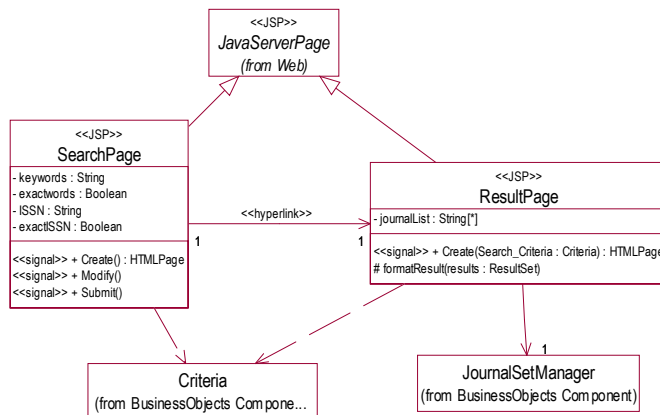 <<JSP>>
JavaServerPage
(from Web)
<<JSP>>
SearchPage
- keywords : String
- exactwords : Boolean
- ISSN : String
- exactISSN : Boolean
<<signal>> + Create() : HTMLPage
<<signal>> + Modify()
<<signal>> + Submit()
<<hyperlink>>
1
1
<<JSP>>
ResultPage
- journalList : String[*]
<<signal>> + Create(Search_Criteria : Criteria) : HTMLPage
# formatResult(results : ResultSet)
Criteria
(from BusinessObjects Compone...
1
JournalSetManager
(from BusinessObjects Component)